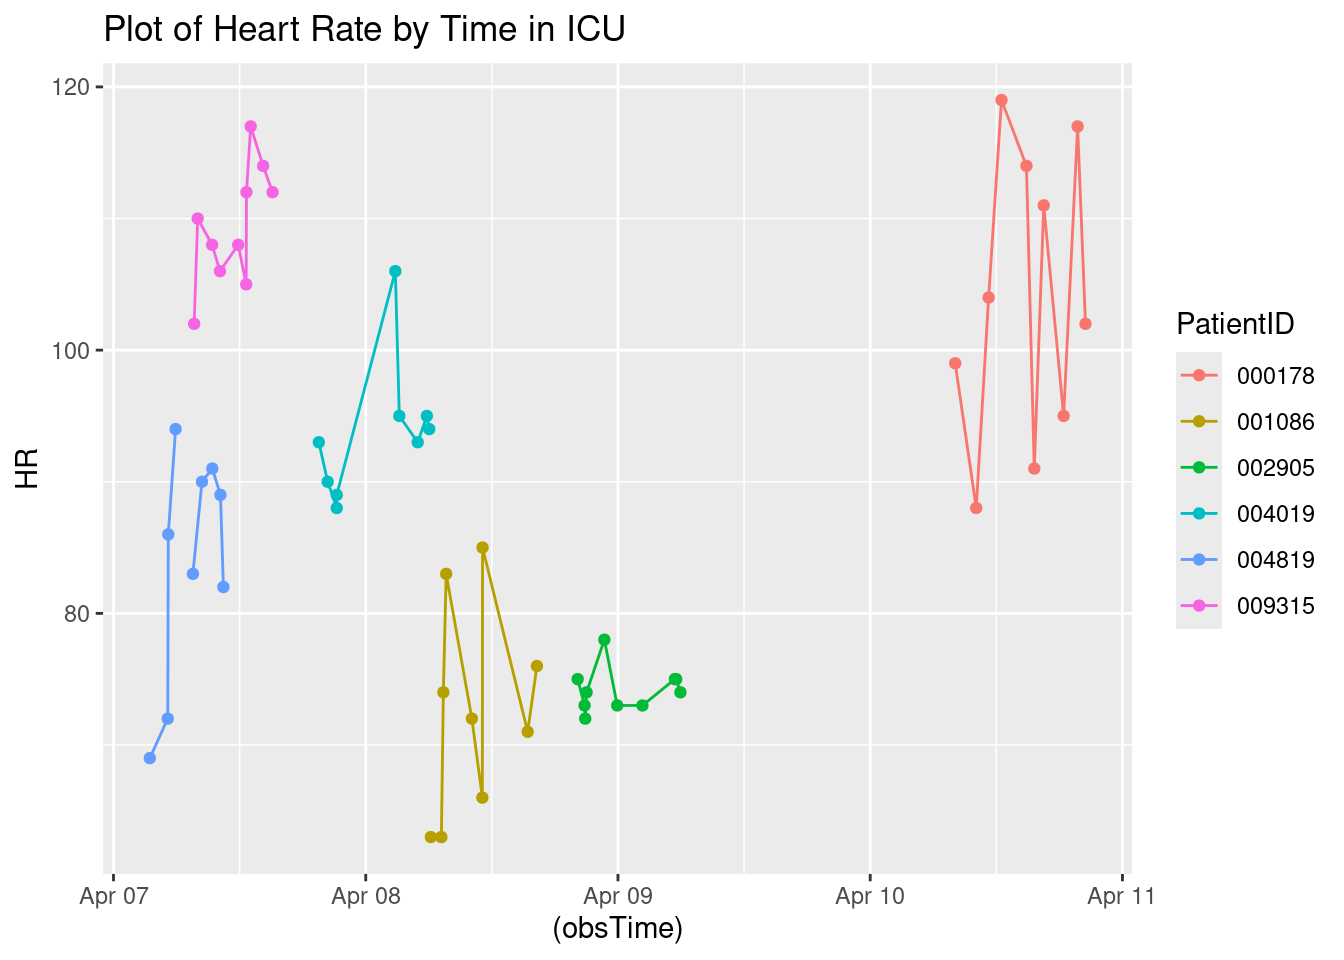 Plot of Heart Rate by Time in ICU
120
100
80
HR
Apr 07
Apr 08
Apr 09
Apr 10
Apr 11
(obsTime)
PatientID
000178
001086
002905
004019
004819
009315